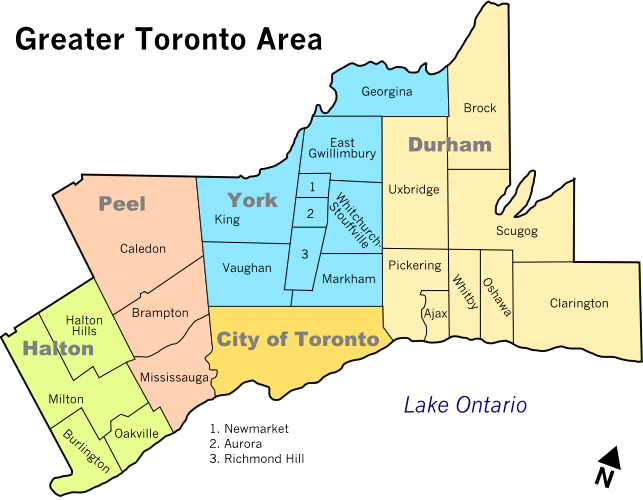 Greater Toronto Area
Georgina
Brock
East
Gwillimbury
Durham
1
Uxbridge
Peel
York
2
Whitchurch-
Stouffville
King
Scugog
Caledon
3
Vaughan
Markham
Pickering
Whitby
Oshawa
Clarington
Brampton
Ajax
Halton
Hills
Halton
City of Toronto
Mississauga
Milton
Lake Ontario
Burlington
Oakville
1. Newmarket
2. Aurora
3. Richmond Hill
N